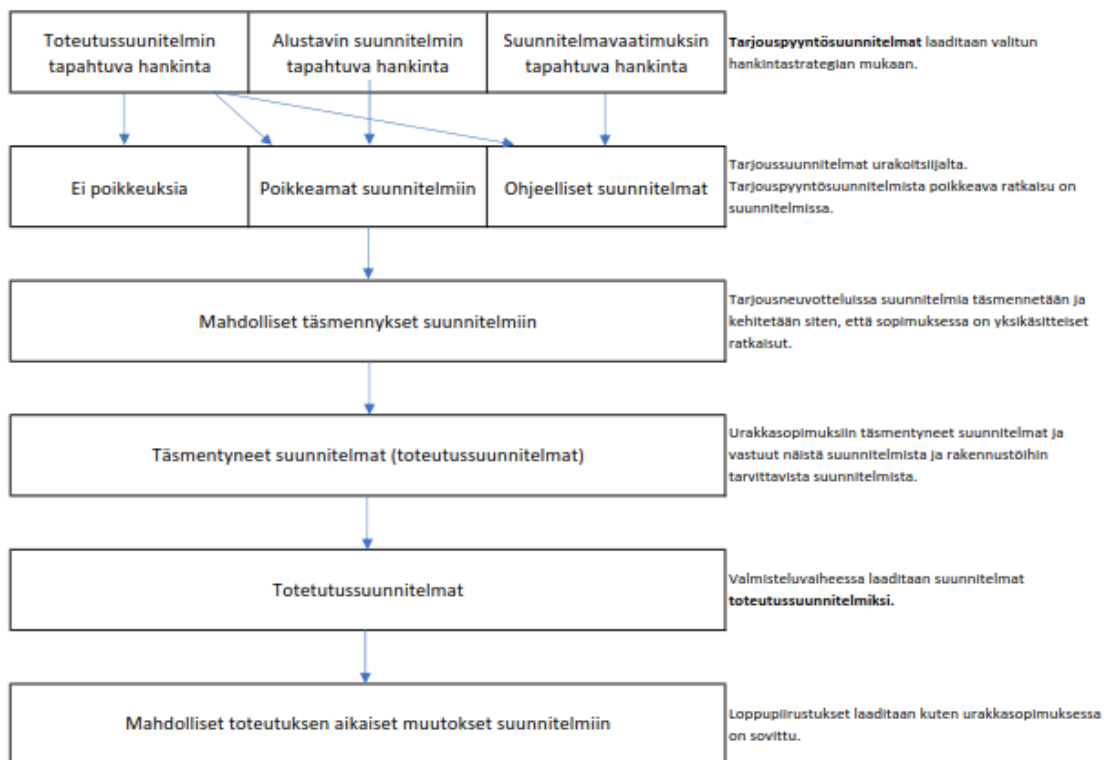 Toteutussuunitelmin
tapahtuva hankinta
Alustavin suunnitelmin
tapahtuva hankinta
Suunnitelmavaatimuksin
tapahtuva hankinta
Tarjouspyyntösuunnitelmat laaditaan valitun
hankintastrategian mukaan.
Ei poikkeuksia
Poikkeamat suunnitelmiin
Ohjeelliset suunnitelmat
Tarjoussuunnitelmat urakoitsijalta.
Tarjouspyyntösuunnitelmista poikkeava ratkaisu on
suunnitelmissa.
Mahdolliset täsmennykset suunnitelmiin
Tarjousneuvotteluissa suunnitelmia täsmennetään ja
kehitetään siten, että sopimuksessa on yksikäsitteiset
ratkaisut.
Täsmentyneet suunnitelmat (toteutussuunnitelmat)
Urakkasopimuksiin täsmentyneet suunnitelmat ja
vastuut näistä suunnitelmista ja rakennustöihin
tarvittavista suunnitelmista.
Totetutussuunnitelmat
Valmisteluvaiheessa laaditaan suunnitelmat
toteutussuunnitelmiksi.
Mahdolliset toteutuksen aikaiset muutokset suunnitelmiin
Loppupiirustukset laaditaan kuten urakkasopimuksessa
on sovittu.